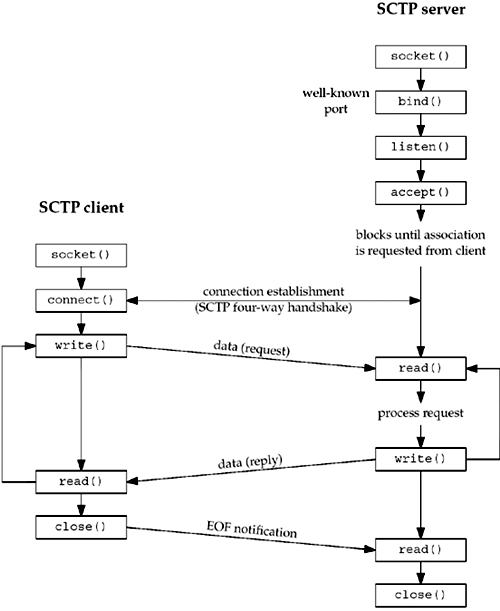 SCTP server
socket()
well-known
port
bind()
listen()
accept()
blocks until association
is requested from client
SCTP client
socket()
connection establishment
(SCTP four-way handshake)
connect()
write()
data (request)
read()
process request
write()
data (reply)
read()
close()
EOF notification
read()
close()